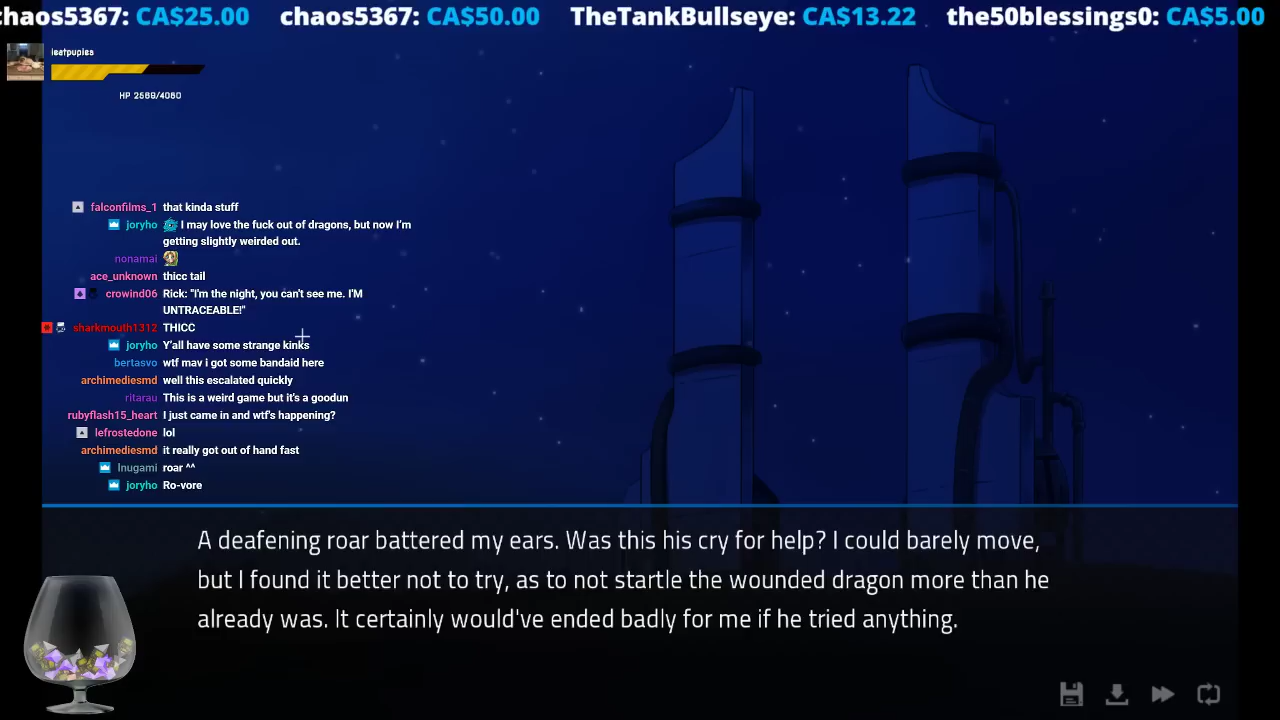 chaos5367: CA$25.00 chaos5367: CA$50.00 TheTankBullseye: CA$13.22 the50blessings0: CA$5.00
ieatpupies
HP 2569/4060
falconfilms_1 that kinda stuff
joryho I may love the fuck out of dragons, but now I'm
getting slightly weirded out.
nonamai
ace_unknown thicc tail
crowind06 Rick: "i'm the night, you can't see me. I'M
UNTRACEABLE!"
sharkmouth1312 THICC
joryho Y'all have some strange kinks
bertasvo wtf mav i got some bandaid here
archimediesmd well this escalated quickly
ritarau This is a weird game but it's a goodun
rubyflash15_heart I just came in and wtf's happening?
lefrostedone lol
archimediesmd it really got out of hand fast
Inugami roar ^^
joryho Ro-vore
A deafening roar battered my ears. Was this his cry for help? I could barely move,
but I found it better not to try, as to not startle the wounded dragon more than he
already was. It certainly would've ended badly for me if he tried anything.